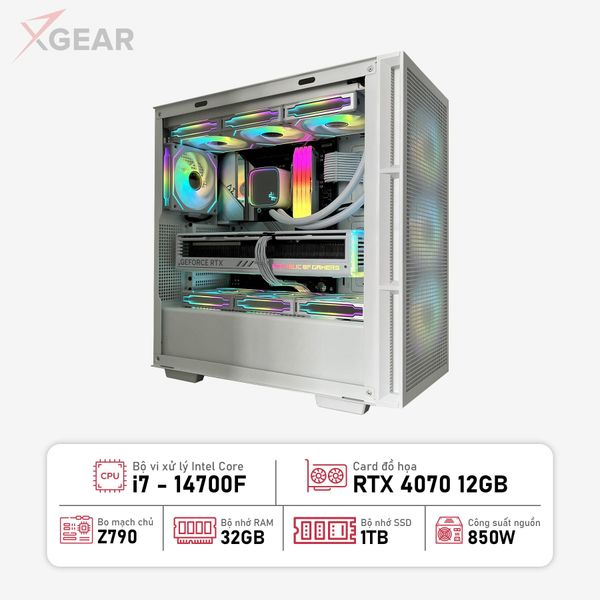 XGEAR
GEFORCE RTX
REPUBLIC OF GAMERS
CPU
Bộ vi xử lý Intel Core
i7 - 14700F
Card đồ họa
RTX 4070 12GB
Bo mạch chủ
Z790
Bộ nhớ RAM
32GB
Bộ nhớ SSD
1TB
Công suất nguồn
850W